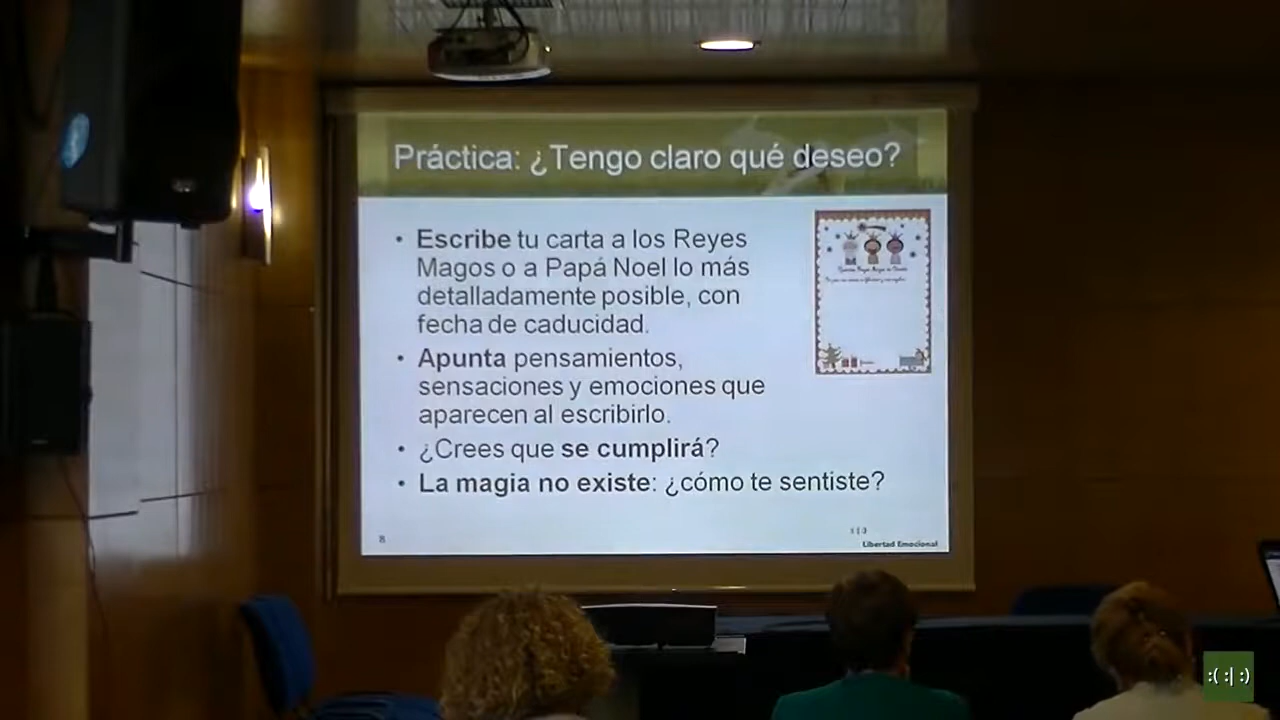 Práctica: ¿Tengo claro qué deseo?
• Escribe tu carta a los Reyes
Magos o a Papá Noel lo más
detalladamente posible, con
fecha de caducidad.
• Apunta pensamientos,
sensaciones y emociones que
aparecen al escribirlo.
• ¿Crees que se cumplirá?
• La magia no existe: ¿cómo te sentiste?
8
Libertad Emocional
:( :| :)